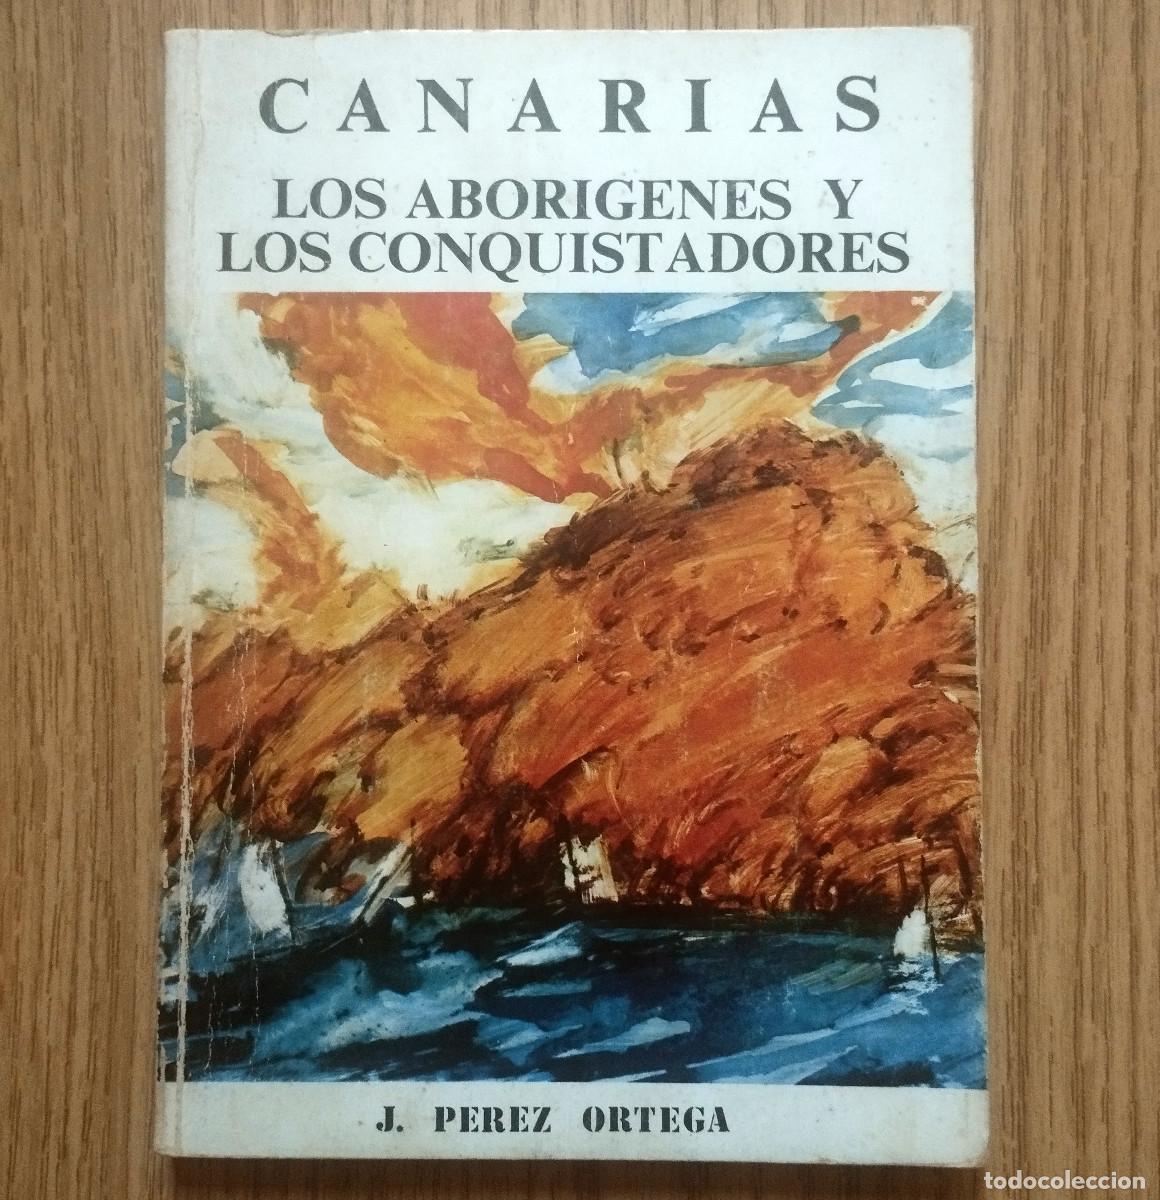 CANARIAS
LOS ABORIGENES Y
LOS CONQUISTADORES
J. PEREZ ORTEGA
todocoleccion